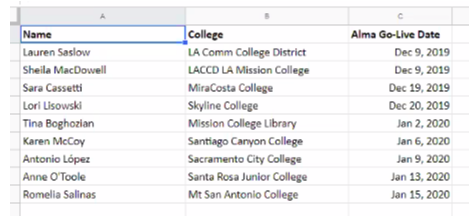 A B C
Name College Alma Go-Live Date
Lauren Saslow LA Comm College District Dec 9, 2019
Sheila MacDowell LACCD LA Mission College Dec 9, 2019
Sara Cassetti MiraCosta College Dec 19, 2019
Lori Lisowski Skyline College Dec 20, 2019
Tina Boghozian Mission College Library Jan 2, 2020
Karen McCoy Santiago Canyon College Jan 6, 2020
Antonio López Sacramento City College Jan 9, 2020
Anne O'Toole Santa Rosa Junior College Jan 13, 2020
Romelia Salinas Mt San Antonio College Jan 15, 2020